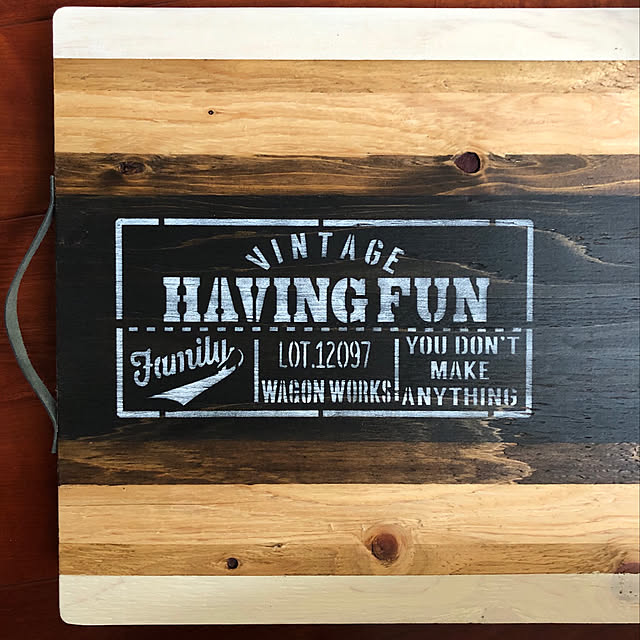 VINTAGE
HAVING FUN
Family
LOT.12097
WAGON WORKS
YOU DON'T
MAKE
ANYTHING